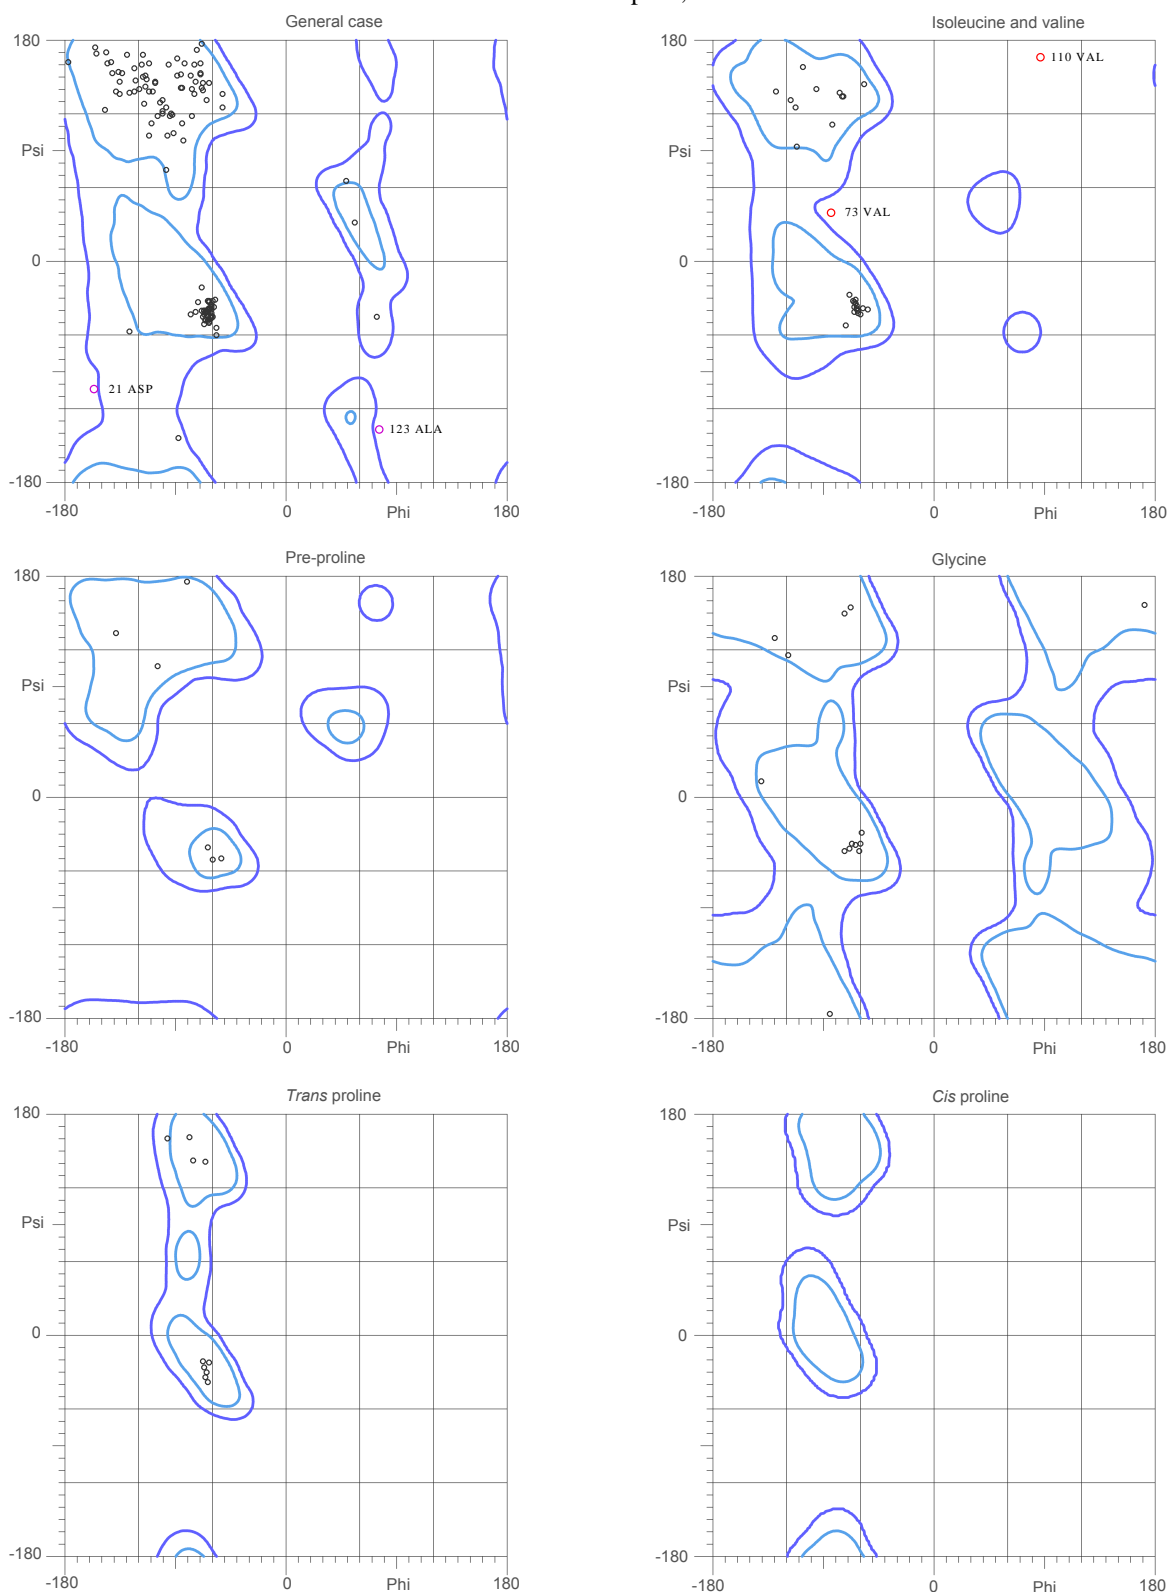 General case
Isoleucine and valine
180
Psi
0
-180
-180
0
Phi
180
21 ASP
123 ALA
180
Psi
0
-180
-180
0
Phi
180
110 VAL
73 VAL
Pre-proline
Glycine
180
Psi
0
-180
-180
0
Phi
180
180
Psi
0
-180
-180
0
Phi
180
Trans proline
Cis proline
180
Psi
0
-180
-180
0
Phi
180
180
Psi
0
-180
-180
0
Phi
180